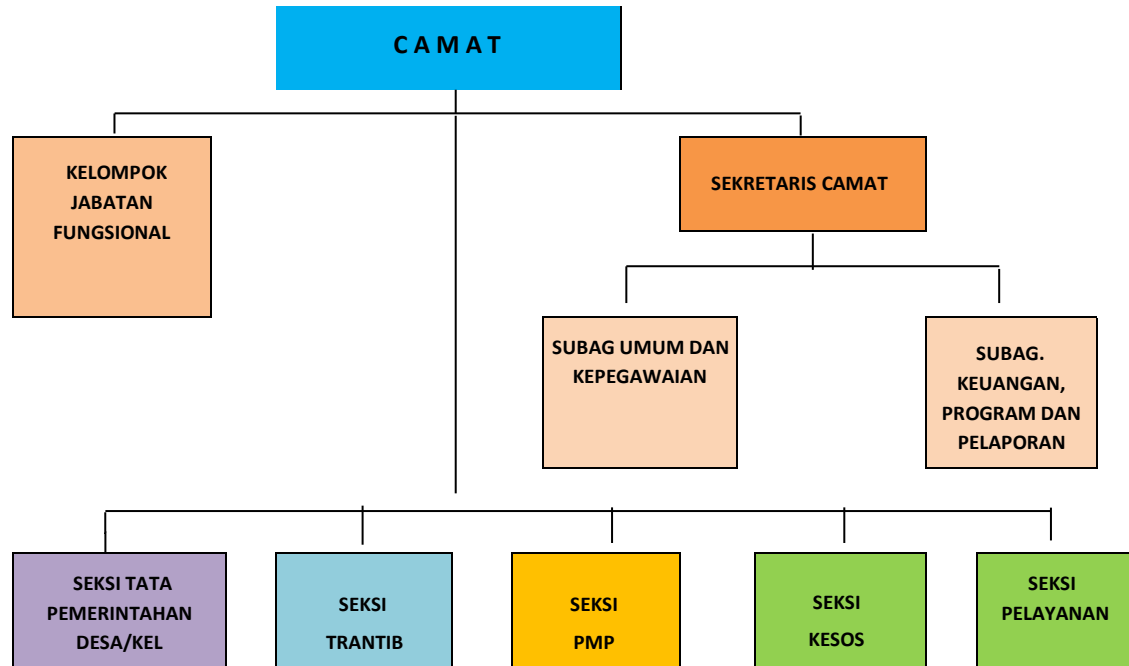 C A M A T
KELOMPOK
JABATAN
FUNGSIONAL
SEKRETARIS CAMAT
SUBAG UMUM DAN
KEPEGAWAIAN
SUBAG.
KEUANGAN,
PROGRAM DAN
PELAPORAN
SEKSI TATA
PEMERINTAHAN
DESA/KEL
SEKSI
TRANTIB
SEKSI
PMP
SEKSI
KESOS
SEKSI
PELAYANAN